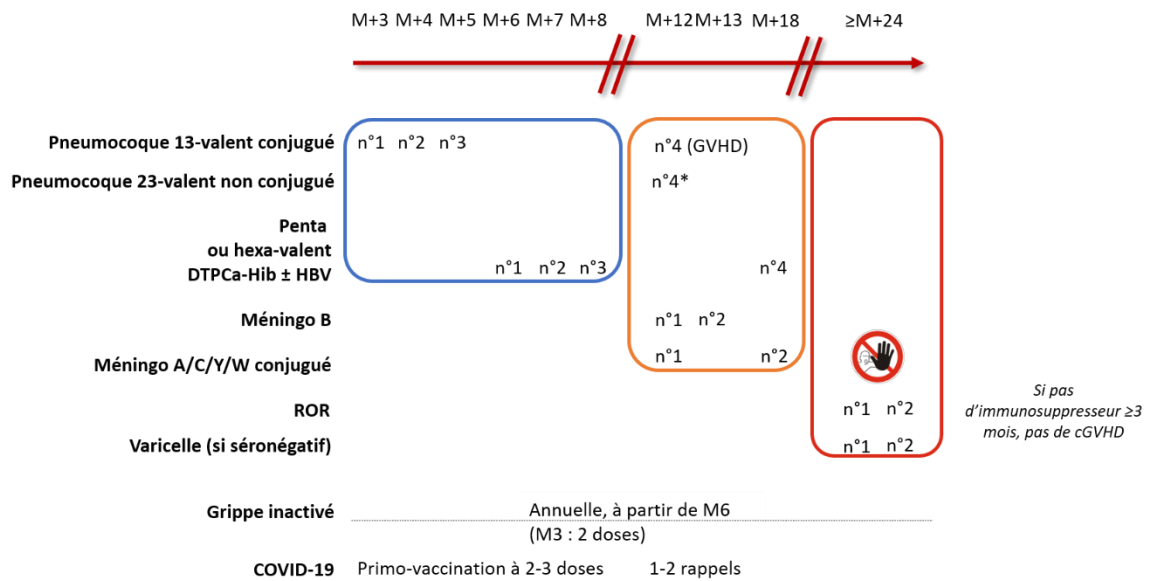 M+3 M+4 M+5 M+6 M+7 M+8 M+12 M+13 M+18 ≥M+24
Pneumocoque 13-valent conjugué n°1 n°2 n°3 n°4 (GVHD)
Pneumocoque 23-valent non conjugué n°4*
Penta
ou hexa-valent
DTPCa-Hib ± HBV n°1 n°2 n°3 n°4
Méningo B n°1 n°2
Méningo A/C/Y/W conjugué n°1 n°2
ROR n°1 n°2
Varicelle (si séronégatif) n°1 n°2
Si pas
d'immunosuppresseur ≥3
mois, pas de cGVHD
Grippe inactivé Annuelle, à partir de M6
(M3 : 2 doses)
COVID-19 Primo-vaccination à 2-3 doses 1-2 rappels